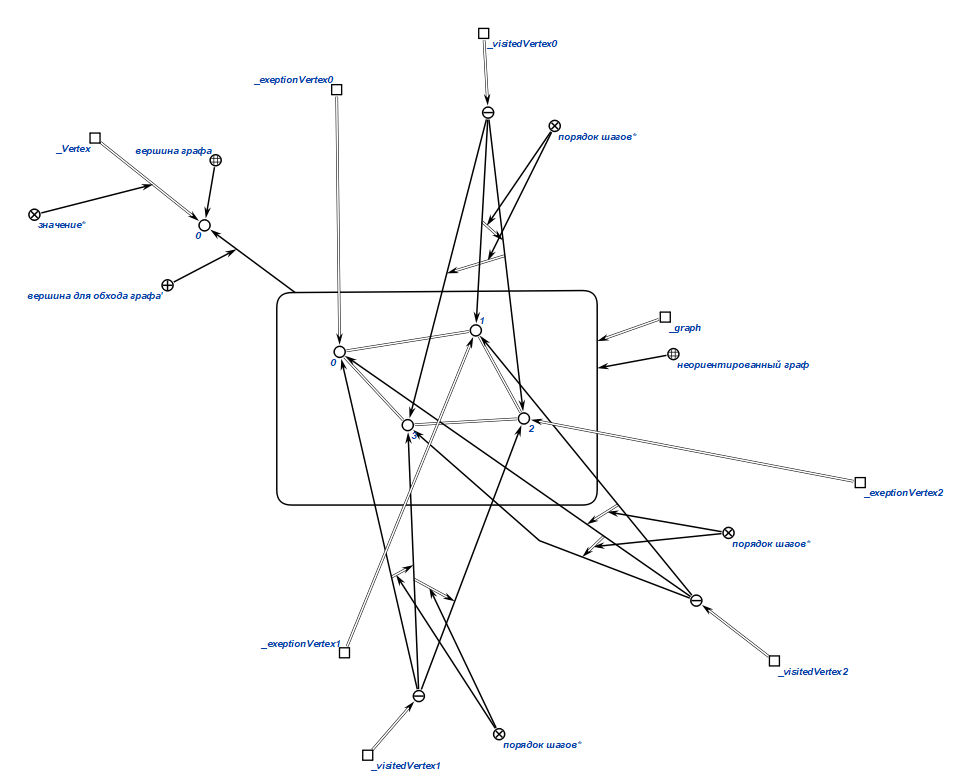 _visitedVertex0
_exeptionVertex0
порядок шагов*
_Vertex
вершина графа
значение*
0
вершина для обхода графа'
1
_graph
0
неориентированный граф
3
2
_exeptionVertex2
порядок шагов*
_exeptionVertex1
_visitedVertex2
порядок шагов*
_visitedVertex1